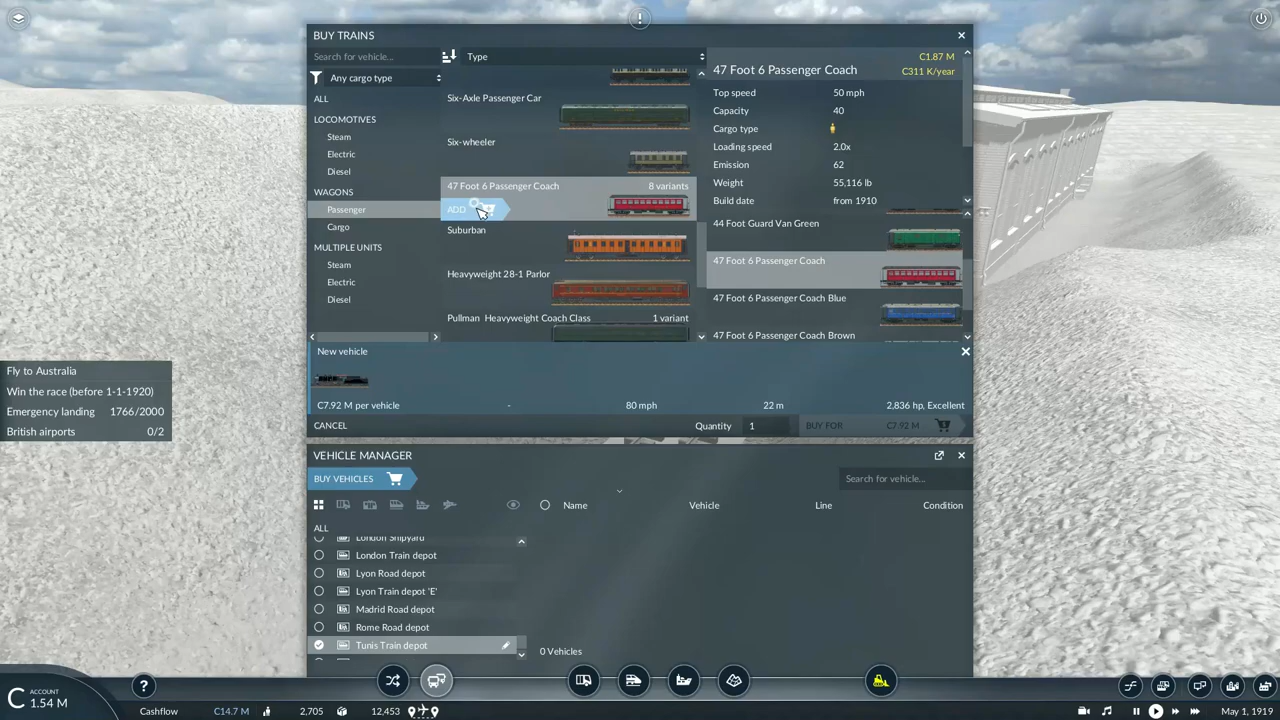 BUY TRAINS
Search for vehicle...
Type
Any cargo type
ALL
LOCOMOTIVES
Steam
Electric
Diesel
WAGONS
Passenger
Cargo
MULTIPLE UNITS
Steam
Electric
Diesel
Six-Axle Passenger Car
Six-wheeler
47 Foot 6 Passenger Coach 8 variants
ADD
Suburban
Heavyweight 28-1 Parlor
Pullman Heavyweight Coach Class 1 variant
C1.87 M
47 Foot 6 Passenger Coach C311 K/year
Top speed 50 mph
Capacity 40
Cargo type
Loading speed 2.0x
Emission 62
Weight 55,116 lb
Build date from 1910
44 Foot Guard Van Green
47 Foot 6 Passenger Coach
47 Foot 6 Passenger Coach Blue
47 Foot 6 Passenger Coach Brown
New vehicle
C7.92 M per vehicle - 80 mph 22 m 2,836 hp, Excellent
CANCEL Quantity 1 BUY FOR C7.92 M
Fly to Australia
Win the race (before 1-1-1920)
Emergency landing 1766/2000
British airports 0/2
VEHICLE MANAGER
BUY VEHICLES
Search for vehicle...
Name Vehicle Line Condition
ALL
London Shipyard
London Train depot
Lyon Road depot
Lyon Train depot 'E'
Madrid Road depot
Rome Road depot
Tunis Train depot
0 Vehicles
C ACCOUNT
1.54 M
?
Cashflow C14.7 M 2,705 12,453
May 1, 1919